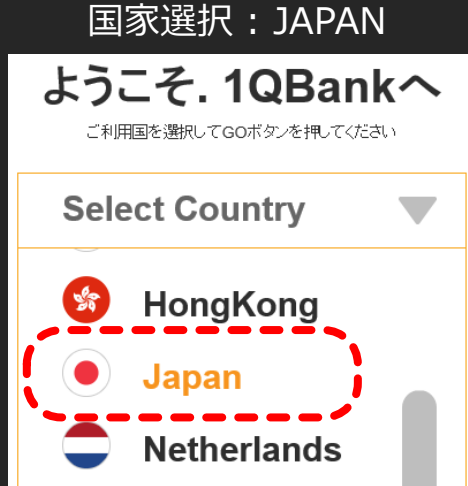 国家選択：JAPAN
ようこそ. 1QBankへ
ご利用国を選択してGOボタンを押してください
Select Country
HongKong
Japan
Netherlands